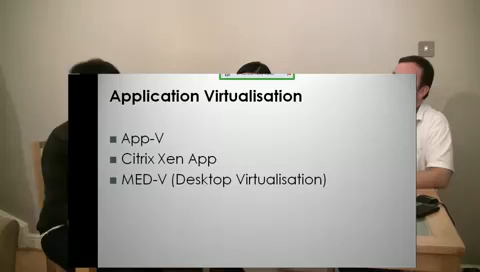 Application Virtualisation
App-V
Citrix Xen App
MED-V (Desktop Virtualisation)